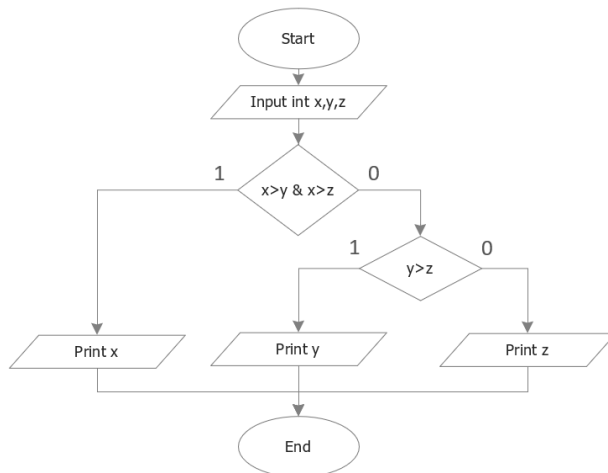 Start
Input int x,y,z
1
x>y & x>z
0
1
y>z
0
Print x
Print y
Print z
End